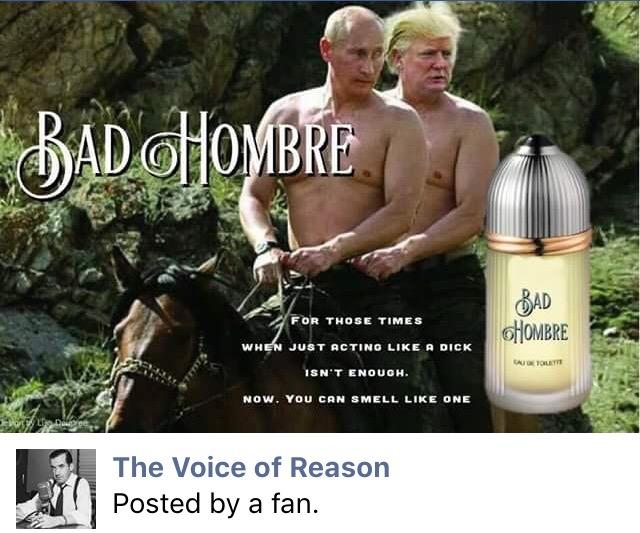 BAD HOMBRE
FOR THOSE TIMES
WHEN JUST ACTING LIKE A DICK
ISN'T ENOUGH.
NOW. YOU CAN SMELL LIKE ONE
BAD
HOMBRE
EAU DE TOILETTE
The Voice of Reason
Posted by a fan.